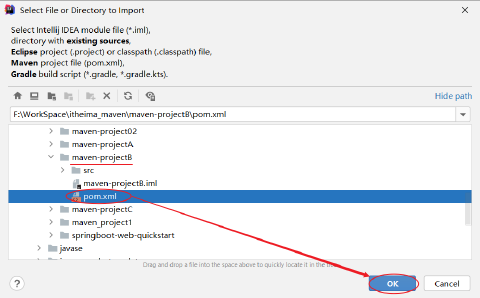 Select File or Directory to Import
Select Intellij IDEA module file (*.iml),
directory with existing sources,
Eclipse project (.project) or classpath (.classpath) file,
Maven project file (pom.xml),
Gradle build script (*.gradle, *.gradle.kts).
Hide path
F:\WorkSpace\itheima_maven\maven-projectB\pom.xml
maven-project02
maven-projectA
maven-projectB
src
maven-projectB.iml
pom.xml
maven-projectC
maven_project1
springboot-web-quickstart
javase
Drag and drop a file into the space above to quickly locate it in the
?
OK
Cancel